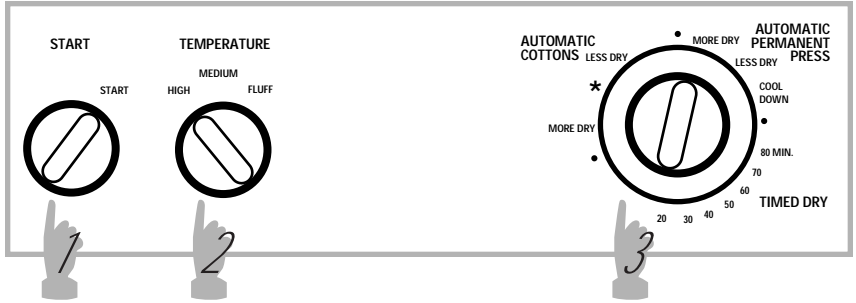 START
START
TEMPERATURE
HIGH
MEDIUM
FLUFF
AUTOMATIC
COTTONS
LESS DRY
*
MORE DRY
MORE DRY
AUTOMATIC
PERMANENT
PRESS
LESS DRY
COOL
DOWN
80 MIN.
70
60
50
40
30
20
TIMED DRY
1
2
3